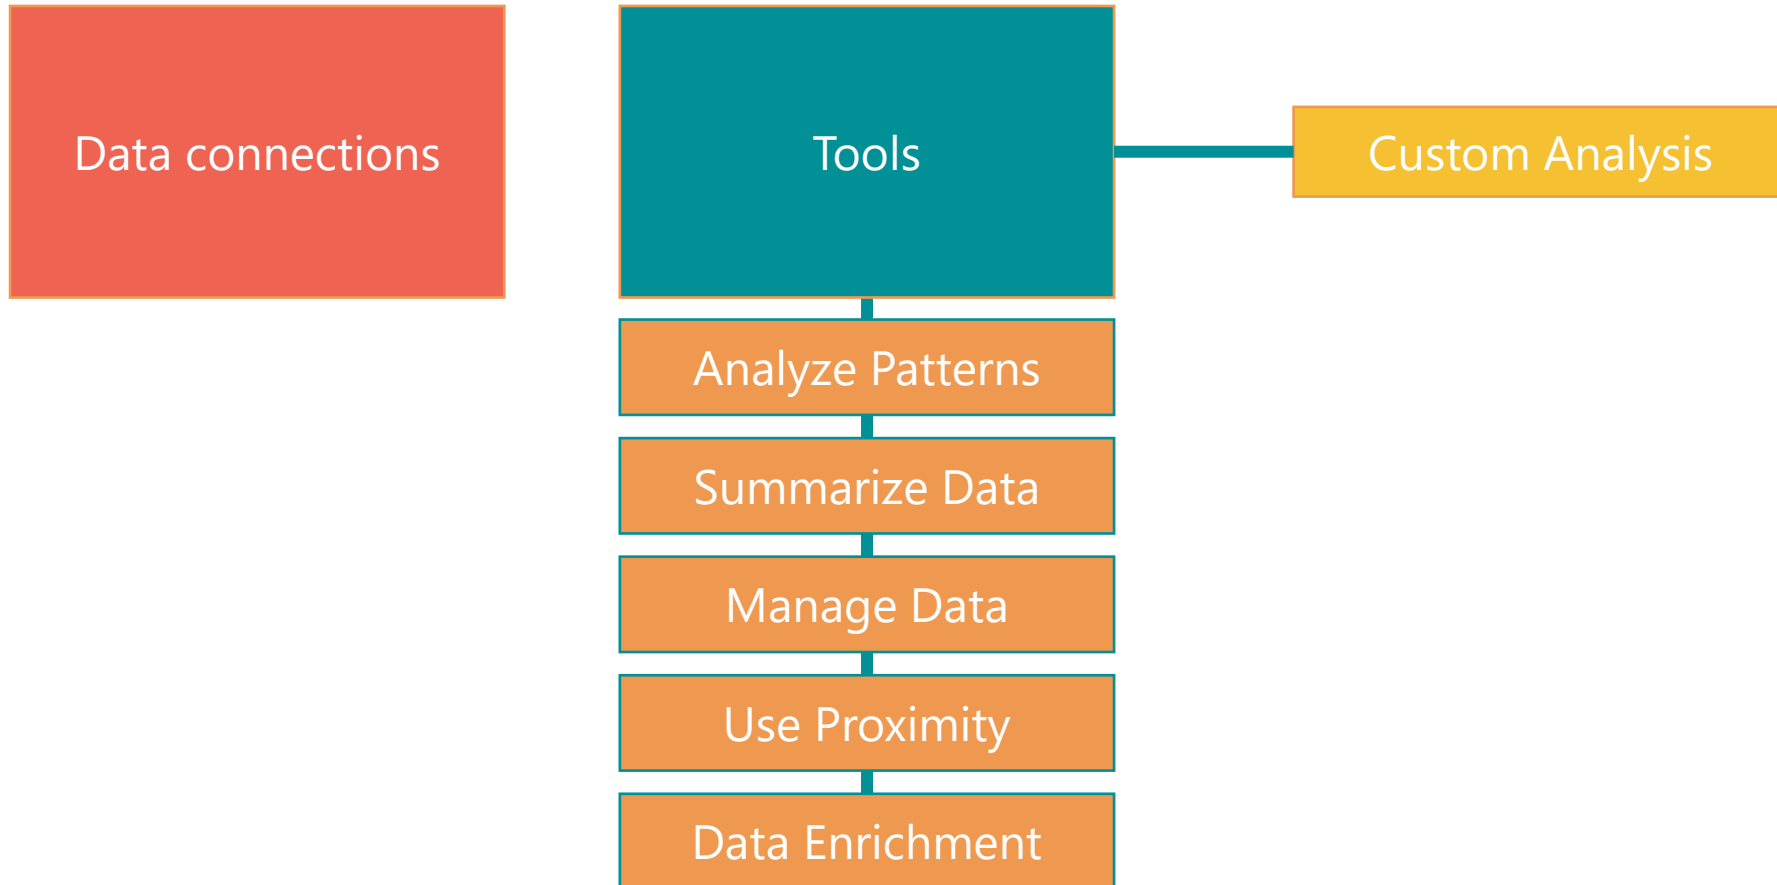 Data connections
Tools
Custom Analysis
Analyze Patterns
Summarize Data
Manage Data
Use Proximity
Data Enrichment